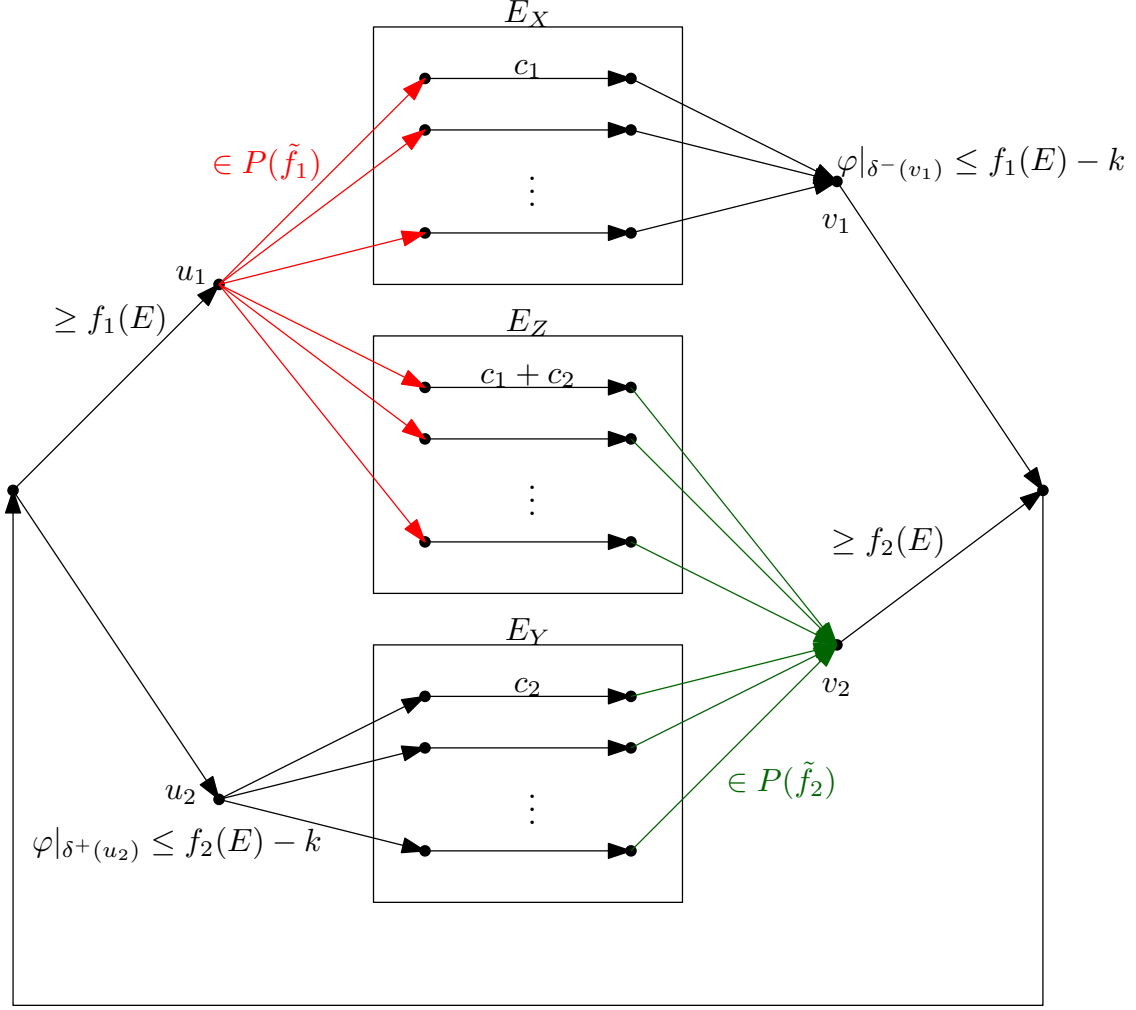 E_X
c_1
∈ P(f̃_1)
φ|_{δ^−(v_1)} ≤ f_1(E) − k
⋮
v_1
u_1
≥ f_1(E)
E_Z
c_1 + c_2
⋮
≥ f_2(E)
E_Y
c_2
v_2
∈ P(f̃_2)
u_2
⋮
φ|_{δ^+(u_2)} ≤ f_2(E) − k